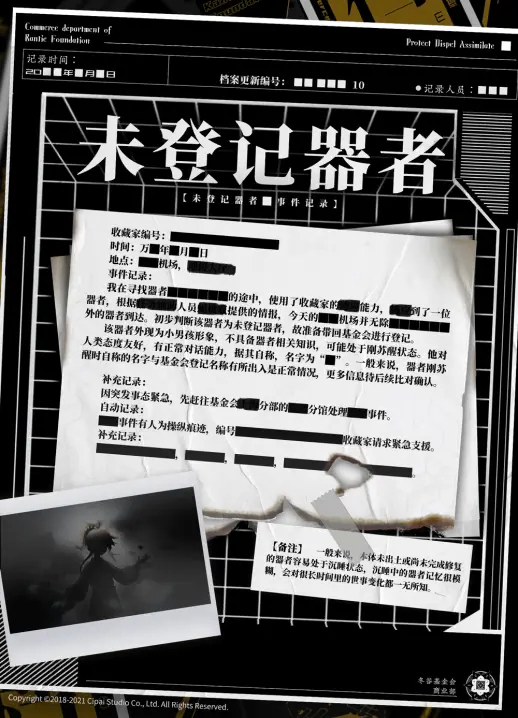 Commerce department of
Rontie Foundation
Protect Dispel Assimilate
记录时间：
20■■年■月■日
档案更新编号：■■■■■ 10
●记录人员：■■■
未登记器者
【未登记器者■事件记录】
收藏家编号：
时间：万█年█月█日
地点：██机场，
事件记录：
我在寻找器者██████的途中，使用了收藏家的██能力，██到了一位
器者，根据████人员███提供的情报，今天的██机场并无除██████
外的器者到达。初步判断该器者为未登记器者，故准备带回基金会进行登记。
该器者外现为小男孩形象，不具备器者相关知识，可能处于刚苏醒状态。他对
人类态度友好，有正常对话能力，据其自称，名字为“█”。一般来说，器者刚苏
醒时自称的名字与基金会登记名称有所出入是正常情况，更多信息待后续比对确认。
补充记录：
因突发事态紧急，先赶往基金会██分部的██分馆处理██事件。
自动记录：
██事件有人为操纵痕迹，编号██████████收藏家请求紧急支援。
补充记录：
████████，████，████，████████████。
【备注】 一般来说，本体未出土或尚未完成修复
的器者容易处于沉睡状态，沉睡中的器者记忆很模
糊，会对很长时间里的世事变化都一无所知。
冬谷基金会
商业部
Copyright ©2018-2021 Cipai Studio Co., Ltd. All Rights Reserved.